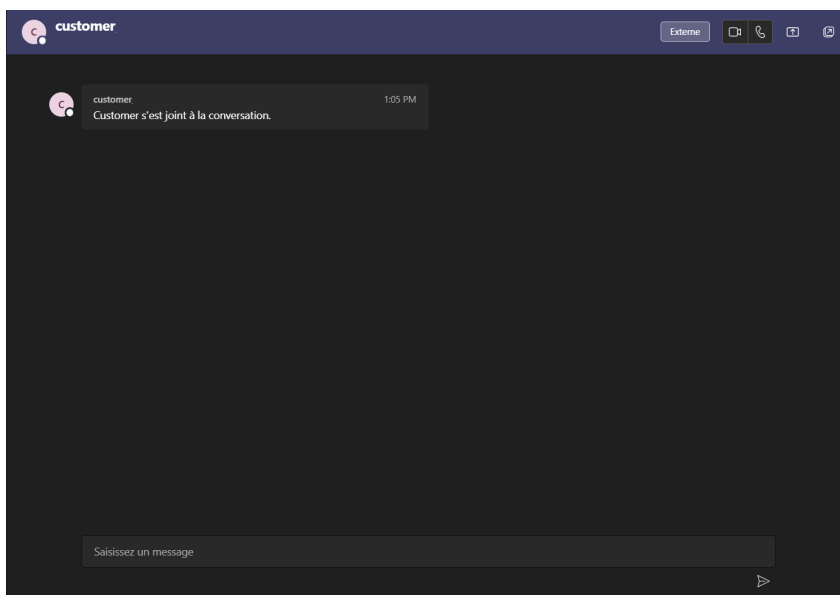 C
customer
Externe
C
customer
1:05 PM
Customer s'est joint à la conversation.
Saisissez un message